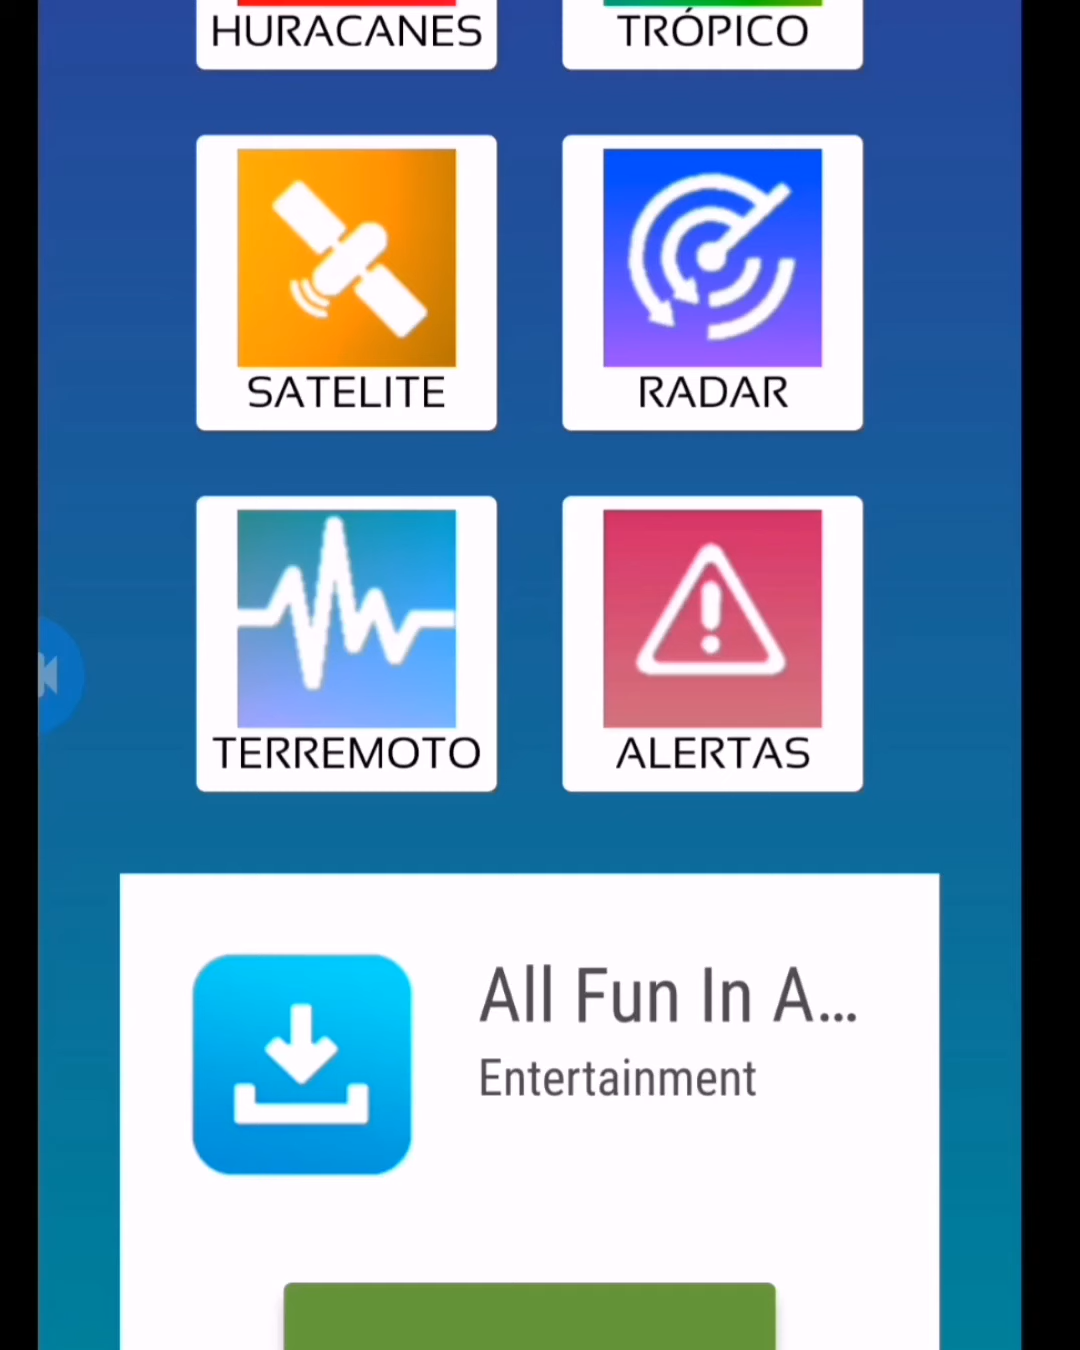 HURACANES
TRÓPICO
SATELITE
RADAR
TERREMOTO
ALERTAS
All Fun In A...
Entertainment